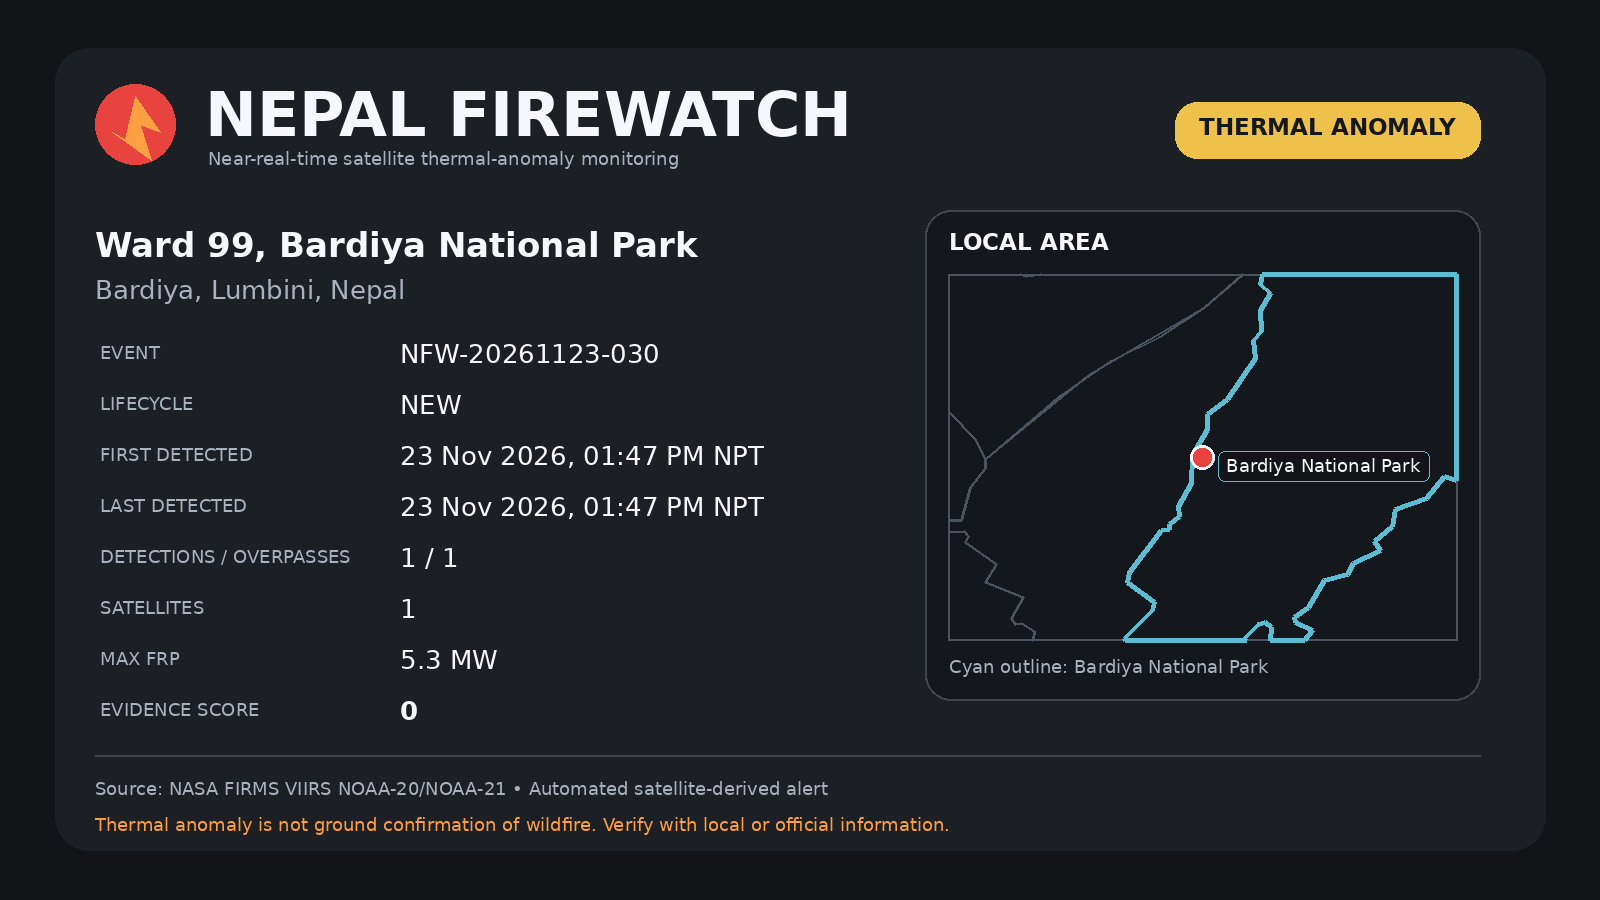 NEPAL FIREWATCH
Near-real-time satellite thermal-anomaly monitoring
THERMAL ANOMALY
Ward 99, Bardiya National Park
Bardiya, Lumbini, Nepal
EVENT NFW-20261123-030
LIFECYCLE NEW
FIRST DETECTED 23 Nov 2026, 01:47 PM NPT
LAST DETECTED 23 Nov 2026, 01:47 PM NPT
DETECTIONS / OVERPASSES 1 / 1
SATELLITES 1
MAX FRP 5.3 MW
EVIDENCE SCORE 0
LOCAL AREA
Bardiya National Park
Cyan outline: Bardiya National Park
Source: NASA FIRMS VIIRS NOAA-20/NOAA-21 • Automated satellite-derived alert
Thermal anomaly is not ground confirmation of wildfire. Verify with local or official information.